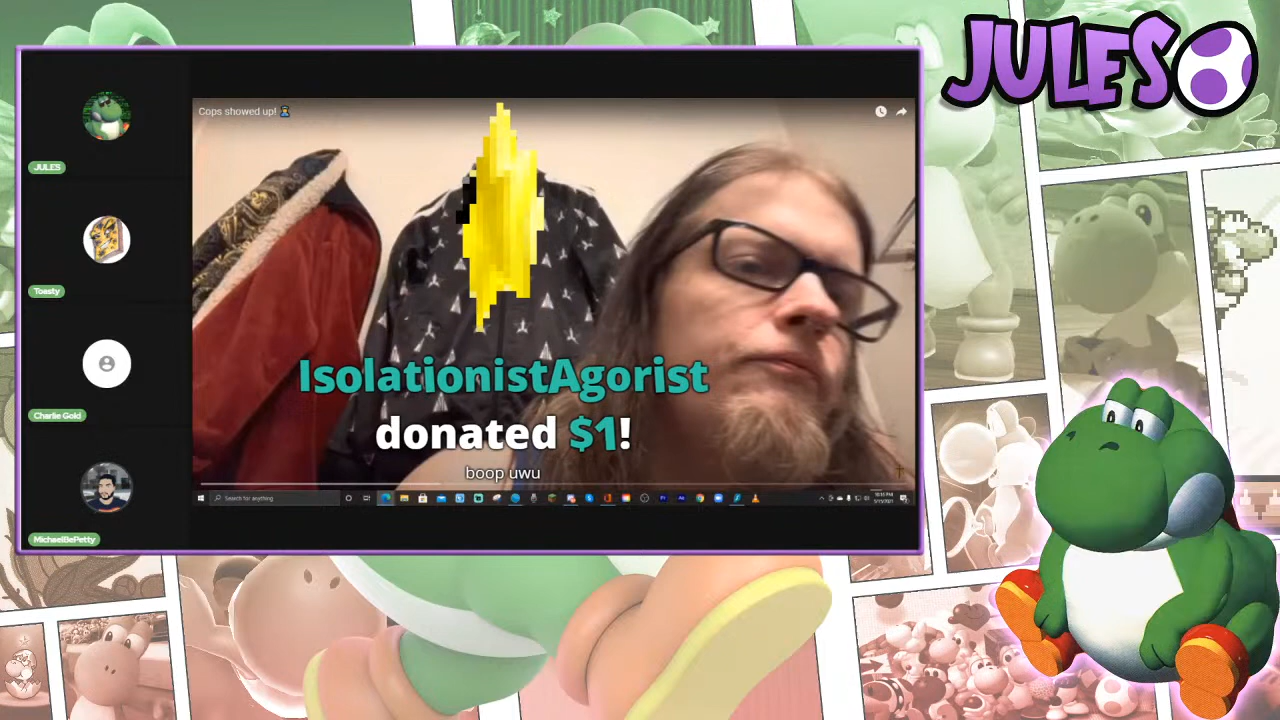 JULES
Cops showed up!
JULES
Toasty
Charlie Gold
MichaelBePetty
IsolationistAgorist
donated $1!
boop uwu
Search for anything